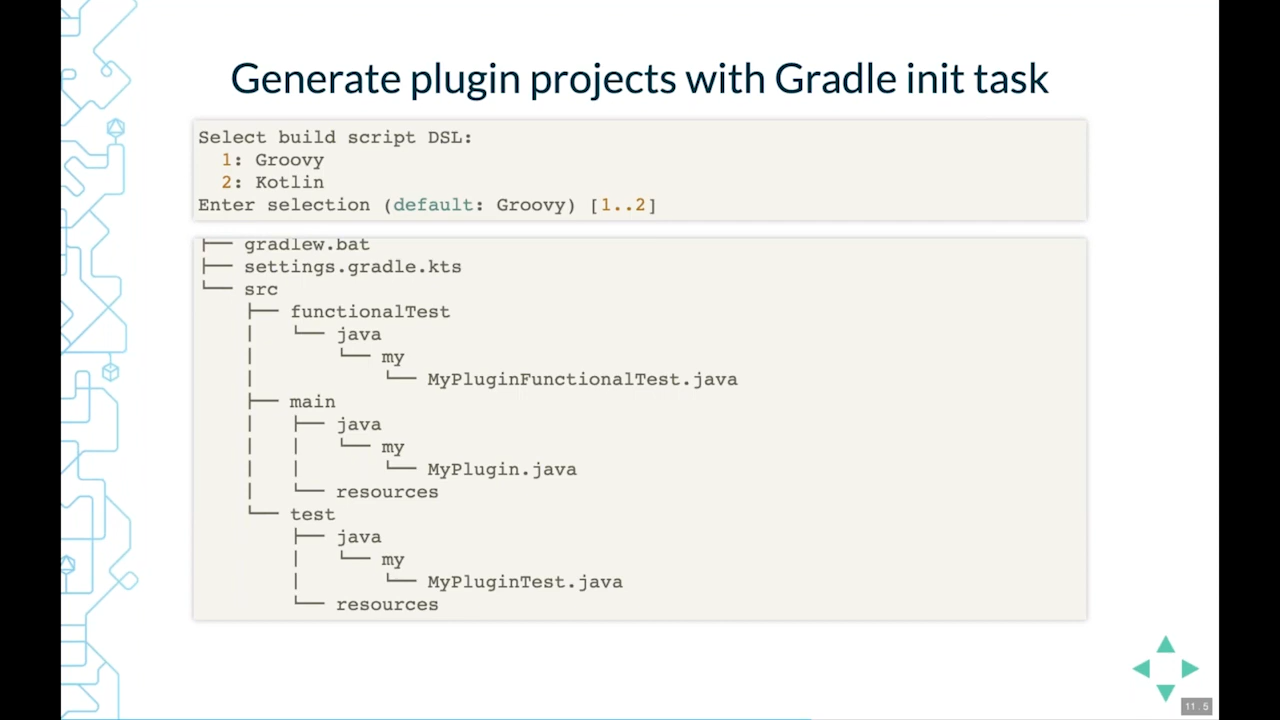 Generate plugin projects with Gradle init task
Select build script DSL:
  1: Groovy
  2: Kotlin
Enter selection (default: Groovy) [1..2]
├── gradlew.bat
├── settings.gradle.kts
└── src
    ├── functionalTest
    │   └── java
    │       └── my
    │           └── MyPluginFunctionalTest.java
    ├── main
    │   ├── java
    │   │   └── my
    │   │       └── MyPlugin.java
    │   └── resources
    └── test
        ├── java
        │   └── my
        │       └── MyPluginTest.java
        └── resources
11.5